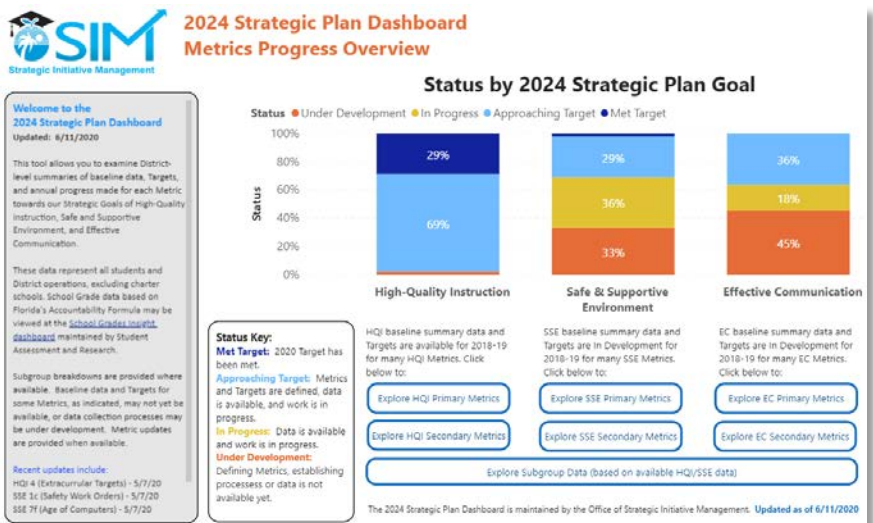 SIM
Strategic Initiative Management
2024 Strategic Plan Dashboard
Metrics Progress Overview
Welcome to the
2024 Strategic Plan Dashboard
Updated: 6/11/2020
This tool allows you to examine District-
level summaries of baseline data, Targets,
and annual progress made for each Metric
towards our Strategic Goals of High-Quality
Instruction, Safe and Supportive
Environment, and Effective
Communication.
These data represent all students and
District operations, excluding charter
schools. School Grade data based on
Florida's Accountability Formula may be
viewed at the School Grades Insight
dashboard maintained by Student
Assessment and Research.
Subgroup breakdowns are provided where
available. Baseline data and Targets for
some Metrics, as indicated, may not yet be
available, or data collection processes may
be under development. Metric updates
are provided when available.
Recent updates include:
HQI 4 (Extracurrular Targets) - 5/7/20
SSE 1c (Safety Work Orders) - 5/7/20
SSE 7f (Age of Computers) - 5/7/20
Status by 2024 Strategic Plan Goal
Status Under Development In Progress Approaching Target Met Target
Status
100%
80%
60%
40%
20%
0%
29%
69%
29%
36%
33%
36%
18%
45%
High-Quality Instruction
Safe & Supportive
Environment
Effective Communication
Status Key:
Met Target: 2020 Target has
been met.
Approaching Target: Metrics
and Targets are defined, data
is available, and work is in
progress.
In Progress: Data is available
and work is in progress.
Under Development:
Defining Metrics, establishing
processess or data is not
available yet.
HQI baseline summary data and
Targets are available for 2018-19
for many HQI Metrics. Click
below to:
Explore HQI Primary Metrics
Explore HQI Secondary Metrics
SSE baseline summary data and
Targets are In Development for
2018-19 for many SSE Metrics.
Click below to:
Explore SSE Primary Metrics
Explore SSE Secondary Metrics
EC baseline summary data and
Targets are In Development for
2018-19 for many EC Metrics.
Click below to:
Explore EC Primary Metrics
Explore EC Secondary Metrics
Explore Subgroup Data (based on available HQI/SSE data)
The 2024 Strategic Plan Dashboard is maintained by the Office of Strategic Initiative Management. Updated as of 6/11/2020